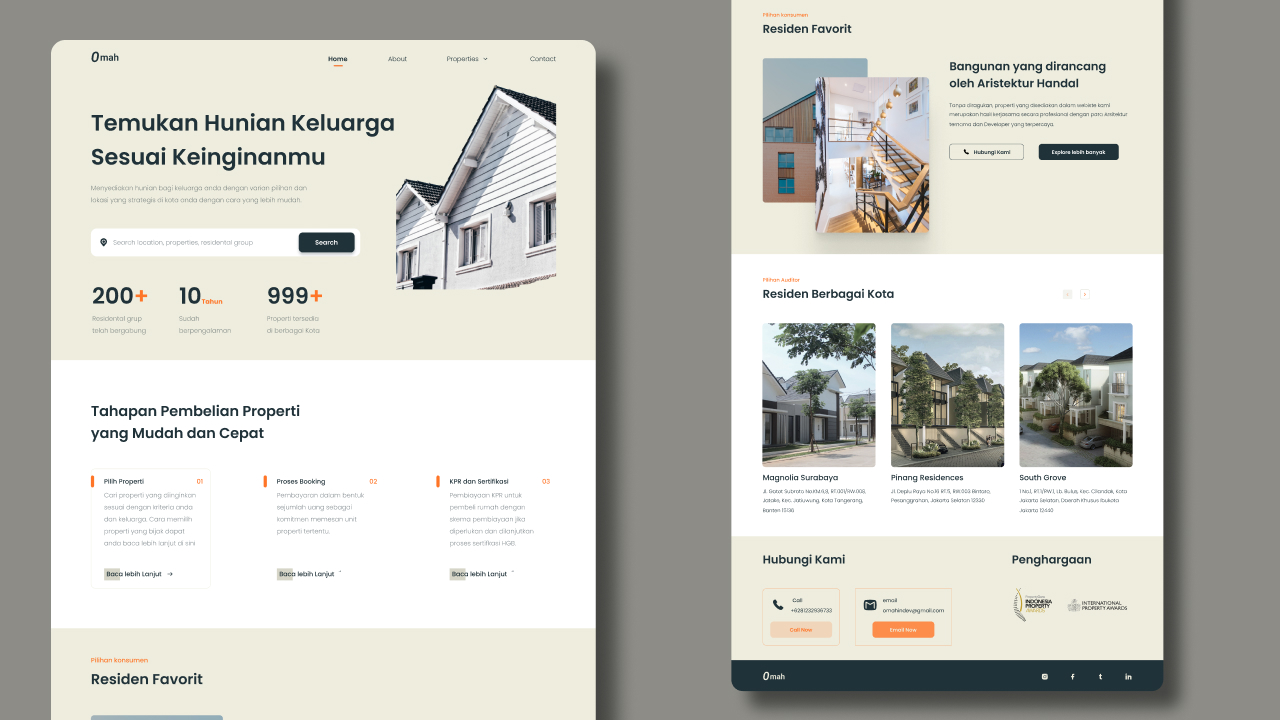 Omah
Home About Properties Contact
Temukan Hunian Keluarga
Sesuai Keinginanmu
Menyediakan hunian bagi keluarga anda dengan varian pilihan dan
lokasi yang strategis di kota anda dengan cara yang lebih mudah.
Search location, properties, residental group Search
200+ 10 Tahun 999+
Residental grup Sudah Properti tersedia
telah bergabung berpengalaman di berbagai Kota
Tahapan Pembelian Properti
yang Mudah dan Cepat
Pilih Properti 01
Cari properti yang diinginkan
sesuai dengan kriteria anda
dan keluarga. Cara memilih
properti yang bijak dapat
anda baca lebih lanjut di sini
Baca lebih Lanjut →
Proses Booking 02
Pembayaran dalam bentuk
sejumlah uang sebagai
komitmen memesan unit
properti tertentu.
Baca lebih Lanjut
KPR dan Sertifikasi 03
Pembiayaan KPR untuk
pembeli rumah dengan
skema pembiayaan jika
diperlukan dan dilanjutkan
proses sertifkasi HGB.
Baca lebih Lanjut
Pilihan konsumen
Residen Favorit
Pilihan konsumen
Residen Favorit
Bangunan yang dirancang
oleh Aristektur Handal
Tanpa diragukan, properti yang disediakan dalam website kami
merupakan hasil kerjasama secara profesional dengan para Arsitektur
ternama dan Developer yang terpercaya.
Hubungi Kami Explore lebih banyak
Pilihan Auditor
Residen Berbagai Kota
Magnolia Surabaya
Jl. Gatot Subroto No.KM.9,8, RT.001/RW.008,
Jatake, Kec. Jatiuwung, Kota Tangerang,
Banten 15136
Pinang Residences
Jl. Deplu Raya No.16 RT.5, RW.003 Bintaro,
Pesanggrahan, Jakarta Selatan 12330
South Grove
1 No.1, RT.1/RW.1, Lb. Bulus, Kec. Cilandak, Kota
Jakarta Selatan, Daerah Khusus Ibukota
Jakarta 12440
Hubungi Kami
Call
+6281232936733
Call Now
email
omahindev@gmail.com
Email Now
Penghargaan
PropertyGuru
INDONESIA
PROPERTY
AWARDS
INTERNATIONAL
PROPERTY AWARDS
Omah